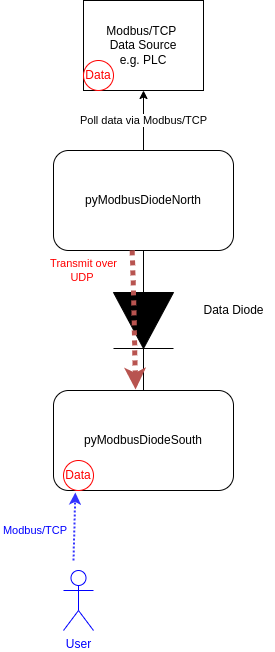 Modbus/TCP
Data Source
e.g. PLC
Data
Poll data via Modbus/TCP
pyModbusDiodeNorth
Transmit over
UDP
Data Diode
pyModbusDiodeSouth
Data
Modbus/TCP
User